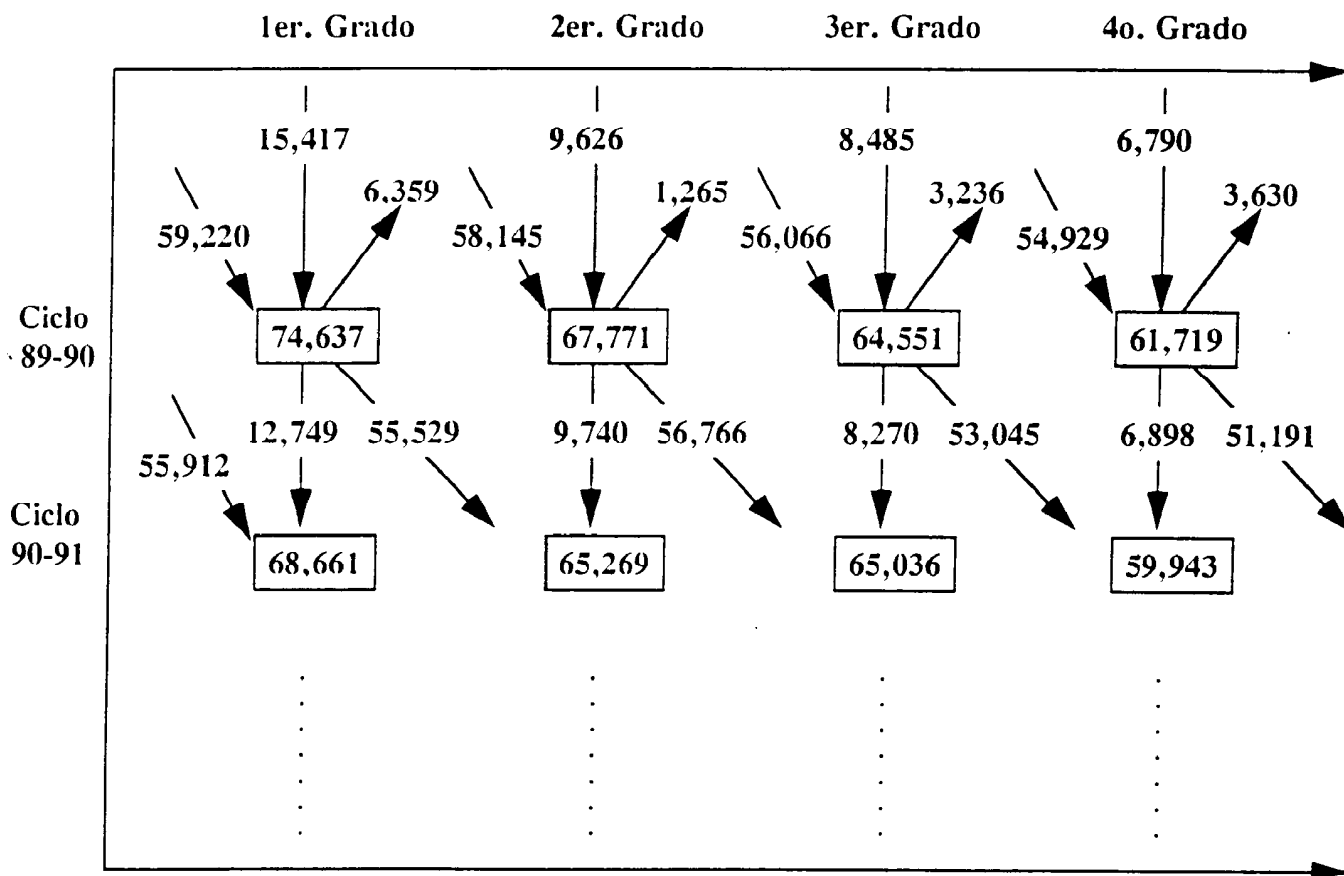 1er. Grado 2er. Grado 3er. Grado 4o. Grado
15,417 9,626 8,485 6,790
6,359 1,265 3,236 3,630
59,220 58,145 56,066 54,929
Ciclo
89-90
74,637 67,771 64,551 61,719
12,749 55,529 9,740 56,766 8,270 53,045 6,898 51,191
55,912
Ciclo
90-91
68,661 65,269 65,036 59,943